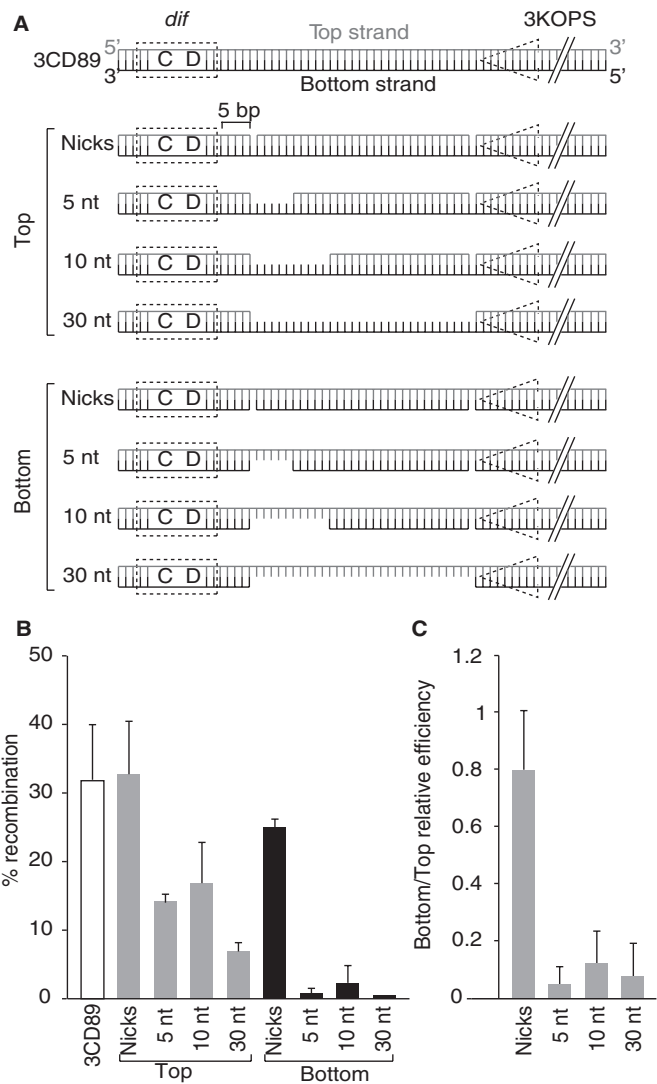 A
dif
3KOPS
5’
Top strand
3’
3CD89
C D
3’
Bottom strand
5’
5 bp
Top
Nicks
C D
5 nt
C D
10 nt
C D
30 nt
C D
Bottom
Nicks
C D
5 nt
C D
10 nt
C D
30 nt
C D
B
% recombination
50
40
30
20
10
0
3CD89
Nicks
5 nt
10 nt
30 nt
Nicks
5 nt
10 nt
30 nt
Top
Bottom
C
Bottom/Top relative efficiency
1.2
1
0.8
0.6
0.4
0.2
0
Nicks
5 nt
10 nt
30 nt